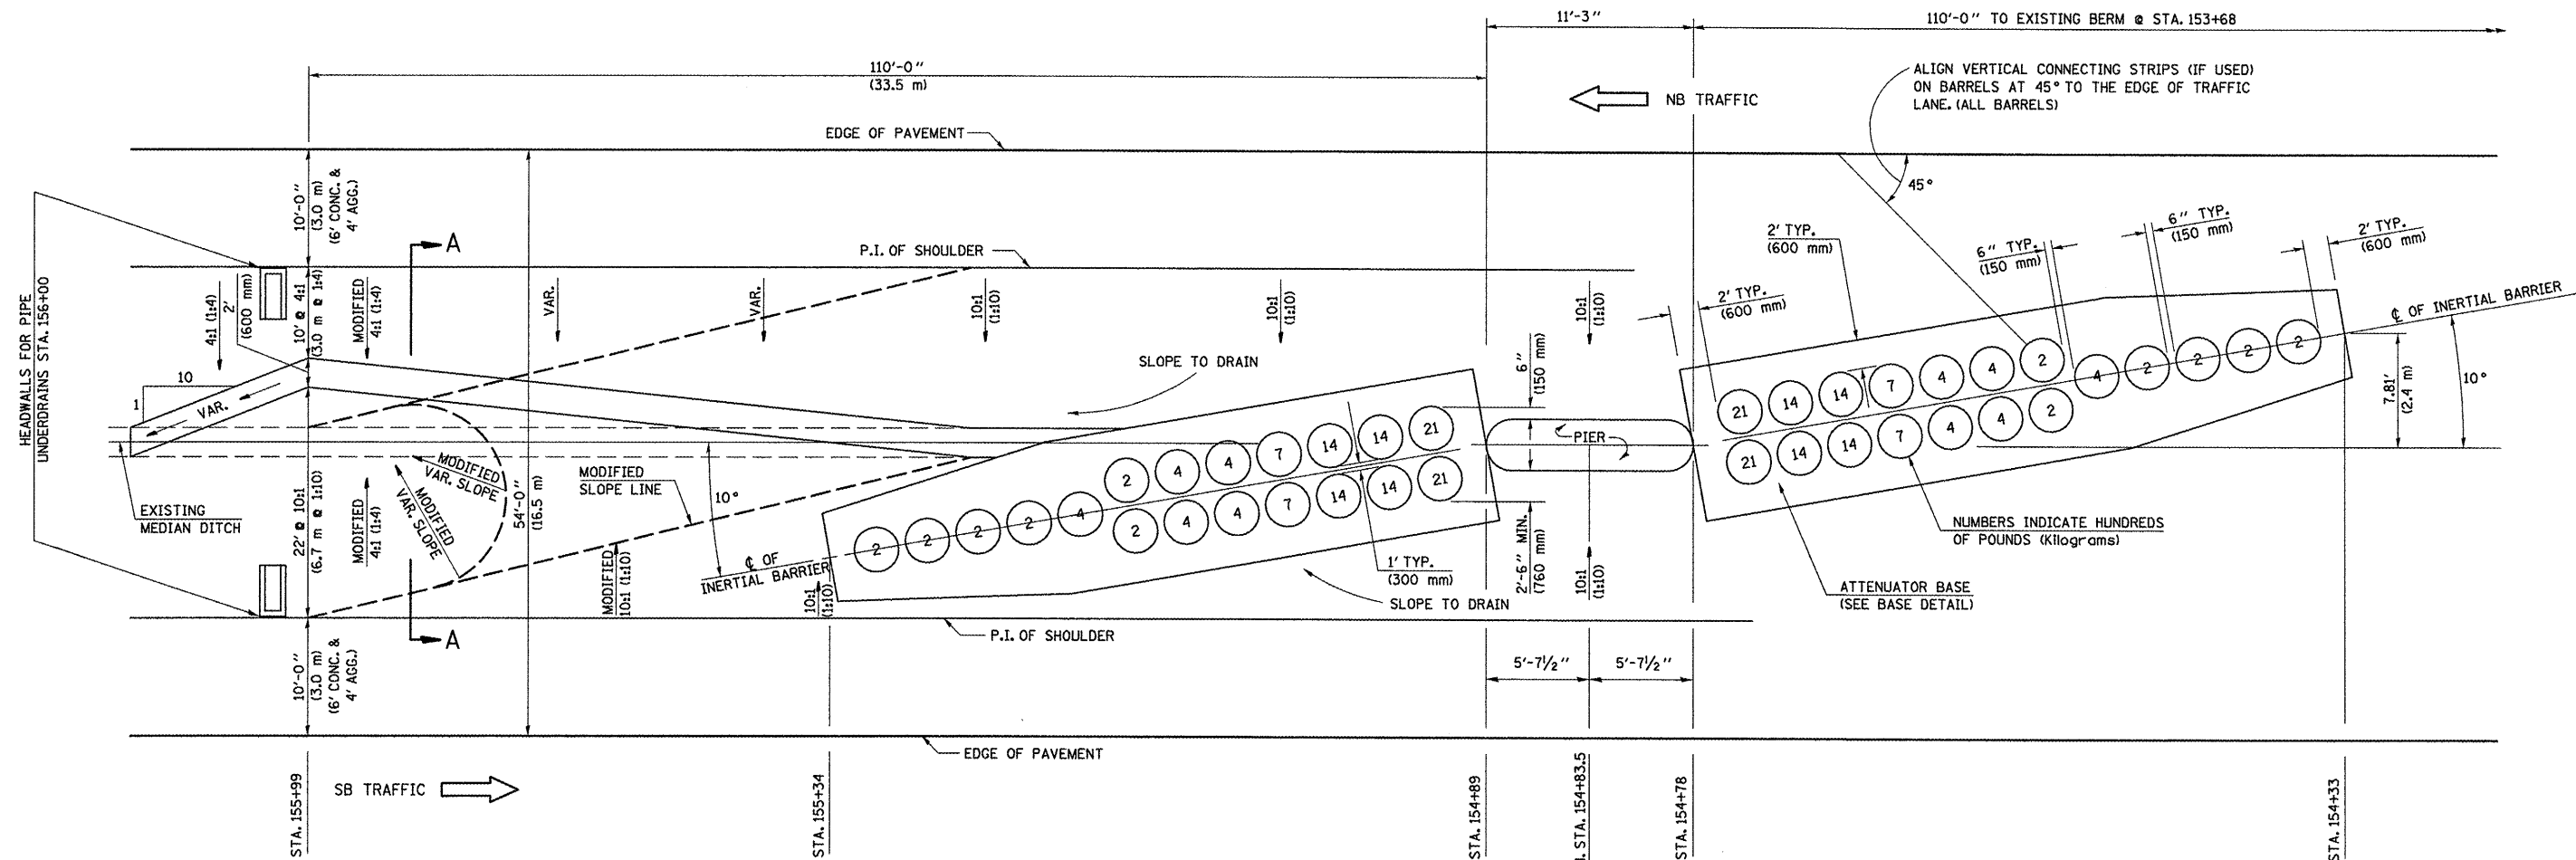 11'-3"
110'-0" TO EXISTING BERM @ STA. 153+68
110'-0"
(33.5 m)
NB TRAFFIC
ALIGN VERTICAL CONNECTING STRIPS (IF USED)
ON BARRELS AT 45° TO THE EDGE OF TRAFFIC
LANE. (ALL BARRELS)
EDGE OF PAVEMENT
45°
HEADWALLS FOR PIPE
UNDERDRAINS STA. 156+00
10'-0"
(3.0 m)
(6' CONC. &
4' AGG.)
A
P.I. OF SHOULDER
2' TYP.
(600 mm)
6" TYP.
(150 mm)
6" TYP.
(150 mm)
2' TYP.
(600 mm)
4:1 (1:4)
2'
(600 mm)
10' @ 4:1
(3.0 m @ 1:4)
MODIFIED
4:1 (1:4)
VAR.
VAR.
10:1
(1:10)
10:1
(1:10)
10:1
(1:10)
2' TYP.
(600 mm)
℄ OF INERTIAL BARRIER
10
1
VAR.
SLOPE TO DRAIN
6"
(150 mm)
7.81'
(2.4 m)
10°
21 14 14 7 4 4 2
4 2 2 2 2
21 14 14 7 4 4 2
PIER
2 4 4 7 14 14 21
2 2 2 2 4
2 4 4 7 14 14 21
EXISTING
MEDIAN DITCH
22' @ 10:1
(6.7 m @ 1:10)
MODIFIED
4:1 (1:4)
MODIFIED
VAR. SLOPE
MODIFIED
VAR. SLOPE
54'-0"
(16.5 m)
MODIFIED
SLOPE LINE
10°
MODIFIED
10:1 (1:10)
℄ OF
INERTIAL BARRIER
10:1
(1:10)
1' TYP.
(300 mm)
2'-6" MIN.
(760 mm)
10:1
(1:10)
NUMBERS INDICATE HUNDREDS
OF POUNDS (Kilograms)
ATTENUATOR BASE
(SEE BASE DETAIL)
SLOPE TO DRAIN
A
P.I. OF SHOULDER
10'-0"
(3.0 m)
(6' CONC. &
4' AGG.)
5'-7½"
5'-7½"
EDGE OF PAVEMENT
SB TRAFFIC
STA. 155+99
STA. 155+34
STA. 154+89
STA. 154+83.5
STA. 154+78
STA. 154+33